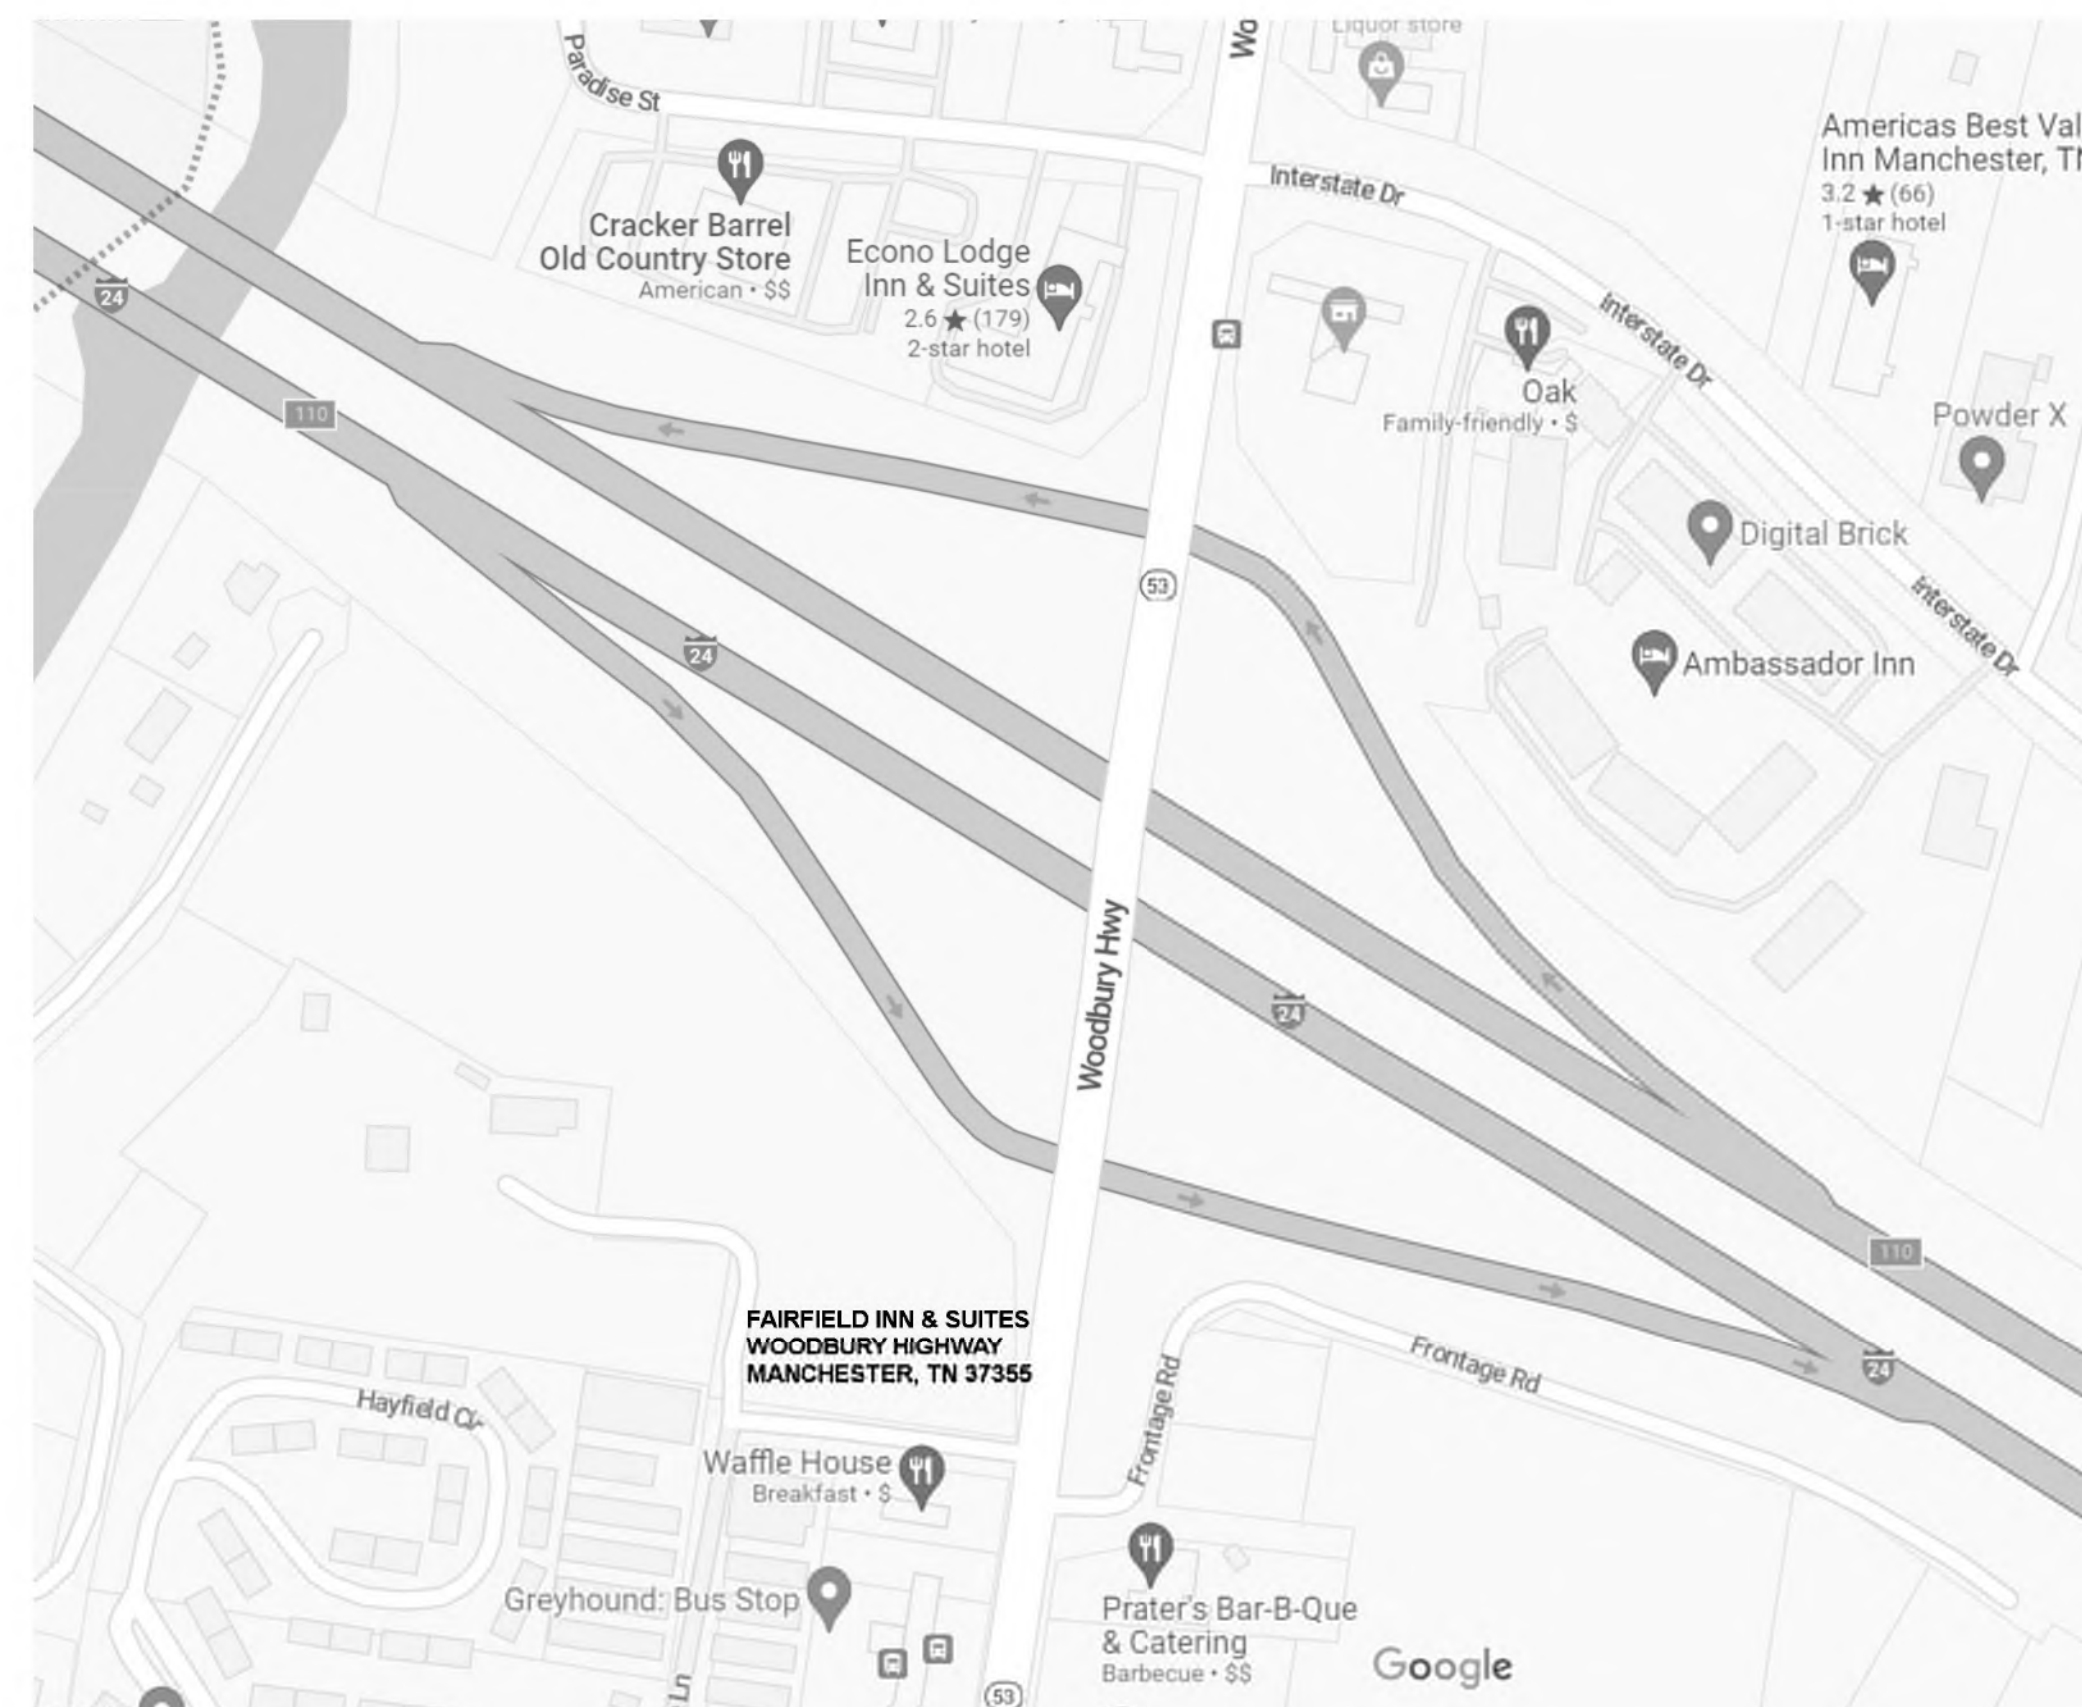 Liquor store
Paradise St
Wo
Americas Best Val
Inn Manchester, TN
3.2 ★ (66)
1-star hotel
Interstate Dr
Cracker Barrel
Old Country Store
American • $$
Econo Lodge
Inn & Suites
2.6 ★ (179)
2-star hotel
24
Interstate Dr
Oak
Family-friendly • $
110
Powder X
Digital Brick
53
Interstate Dr
24
Ambassador Inn
Woodbury Hwy
24
110
FAIRFIELD INN & SUITES
WOODBURY HIGHWAY
MANCHESTER, TN 37355
Frontage Rd
Frontage Rd
24
Hayfield Cir
Waffle House
Breakfast • $
Greyhound: Bus Stop
Prater's Bar-B-Que
& Catering
Barbecue • $$
Google
Ln
53